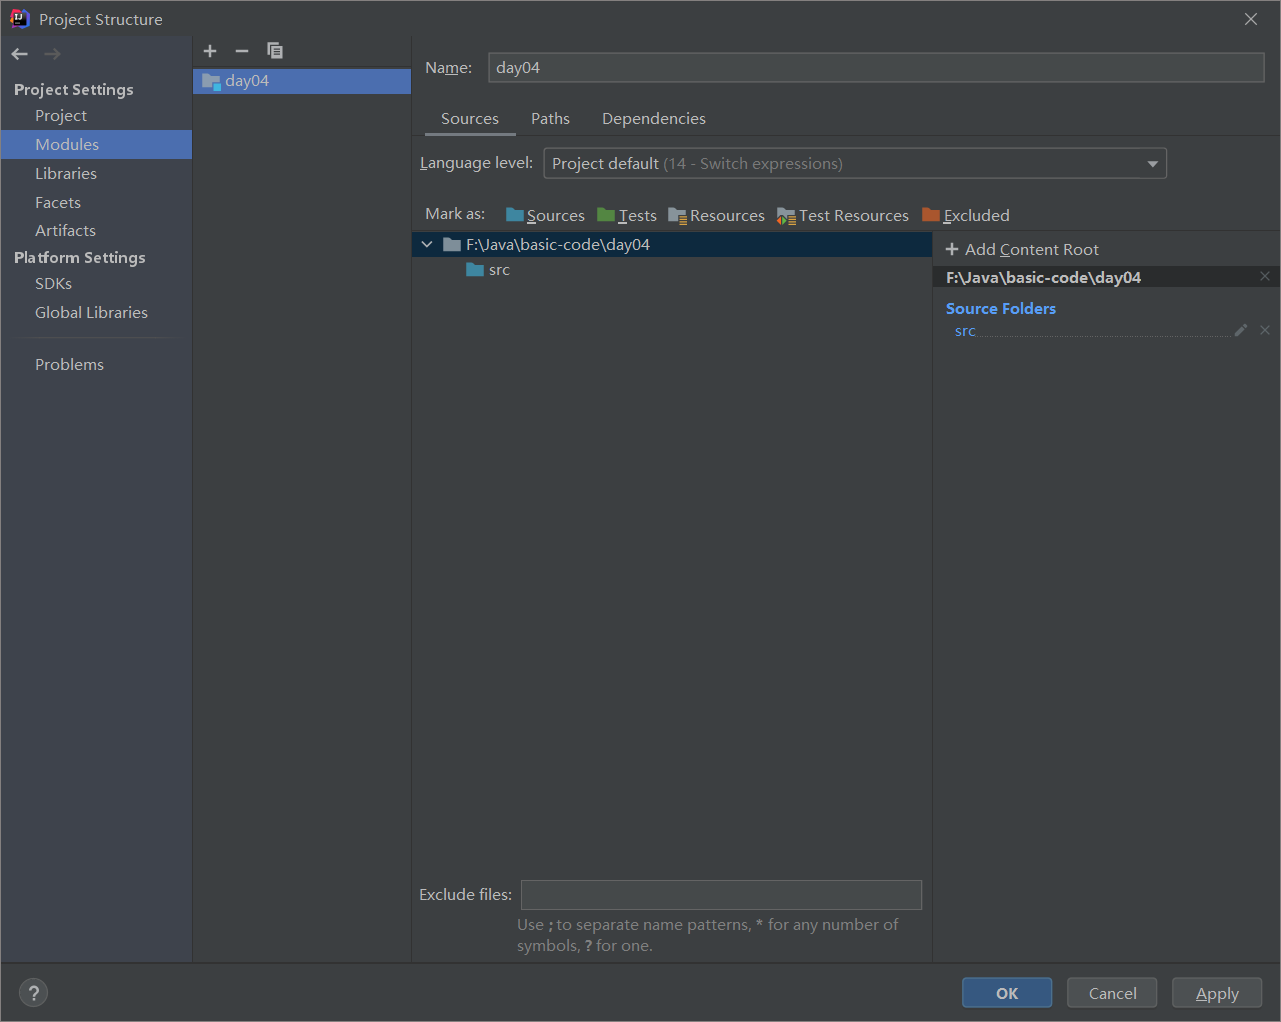 Project Structure
Project Settings
Project
Modules
Libraries
Facets
Artifacts
Platform Settings
SDKs
Global Libraries
Problems
day04
Name: day04
Sources Paths Dependencies
Language level: Project default (14 - Switch expressions)
Mark as: Sources Tests Resources Test Resources Excluded
F:\Java\basic-code\day04
src
+ Add Content Root
F:\Java\basic-code\day04
Source Folders
src
Exclude files:
Use ; to separate name patterns, * for any number of
symbols, ? for one.
? OK Cancel Apply